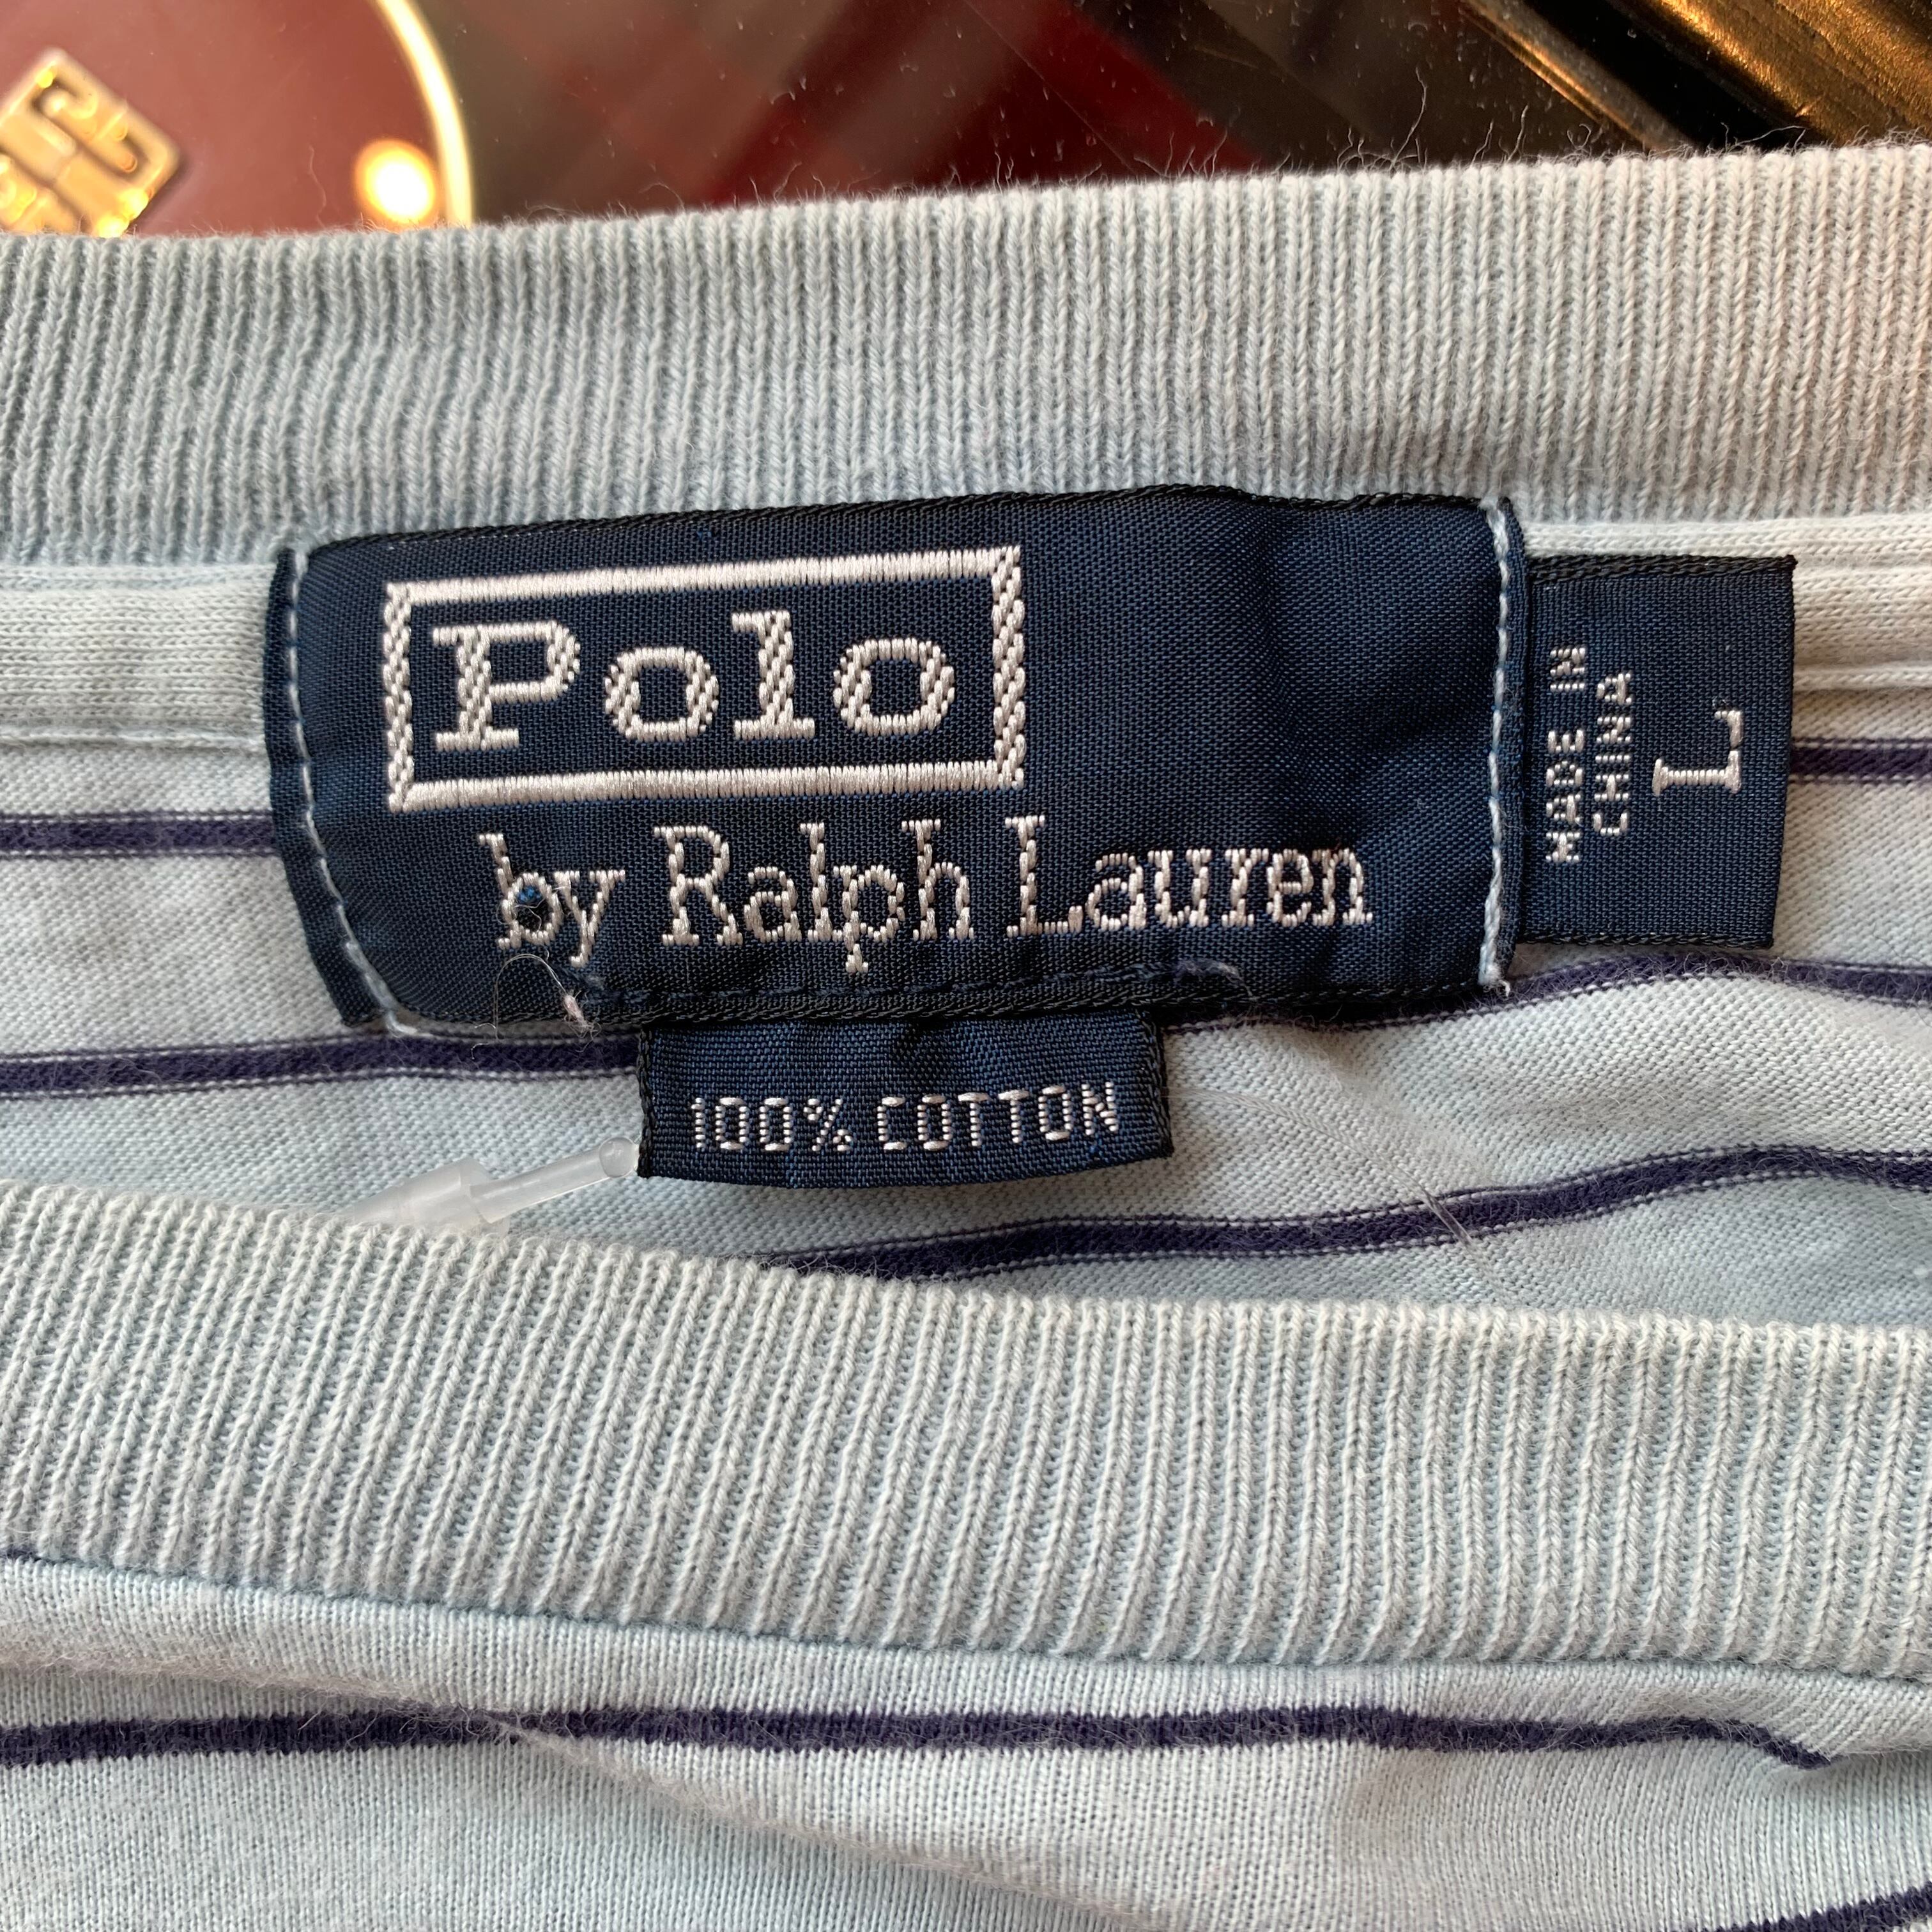 Polo
by Ralph Lauren
MADE IN
CHINA
L
100% COTTON